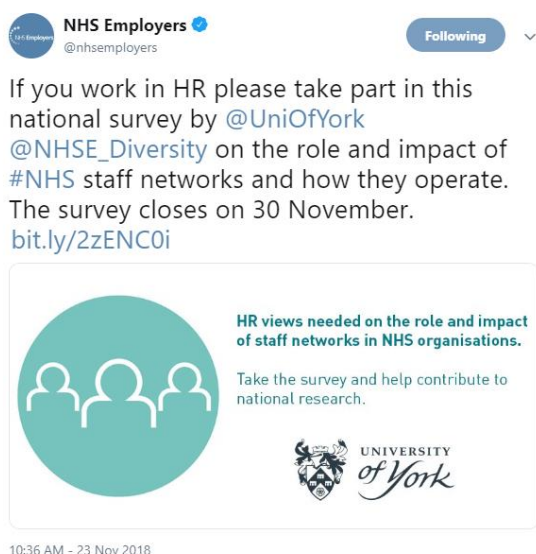 NHS Employers
@nhsemployers
Following
If you work in HR please take part in this
national survey by @UniOfYork
@NHSE_Diversity on the role and impact of
#NHS staff networks and how they operate.
The survey closes on 30 November.
bit.ly/2zENC0i
HR views needed on the role and impact
of staff networks in NHS organisations.
Take the survey and help contribute to
national research.
UNIVERSITY
of York
10:36 AM - 23 Nov 2018